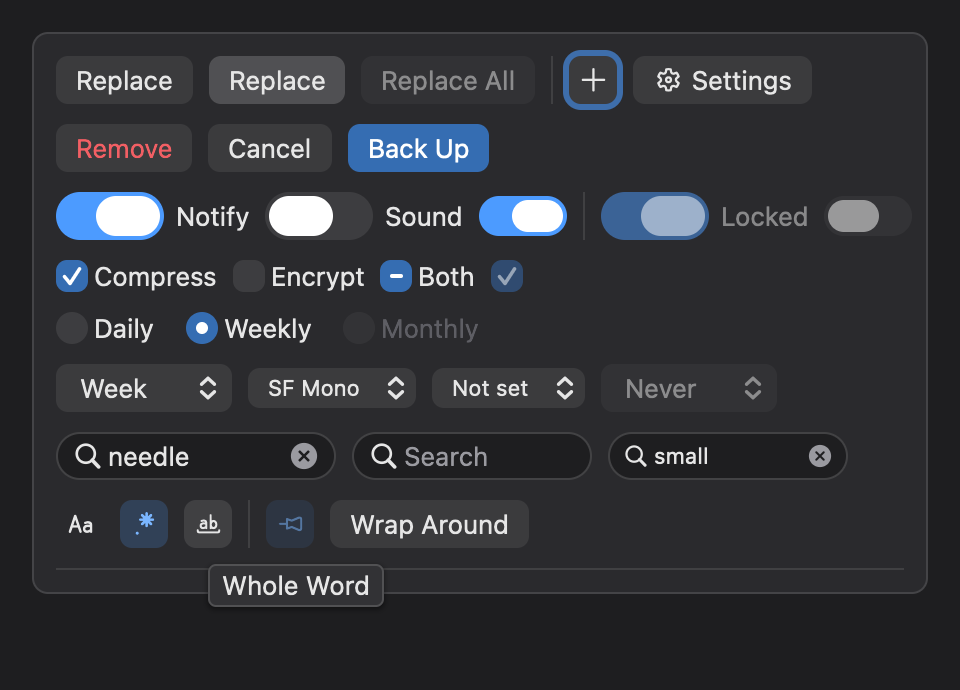 Replace Replace Replace All + Settings
Remove Cancel Back Up
Notify Sound Locked
Compress Encrypt Both
Daily Weekly Monthly
Week SF Mono Not set Never
needle Search small
Aa .* ab Wrap Around
Whole Word